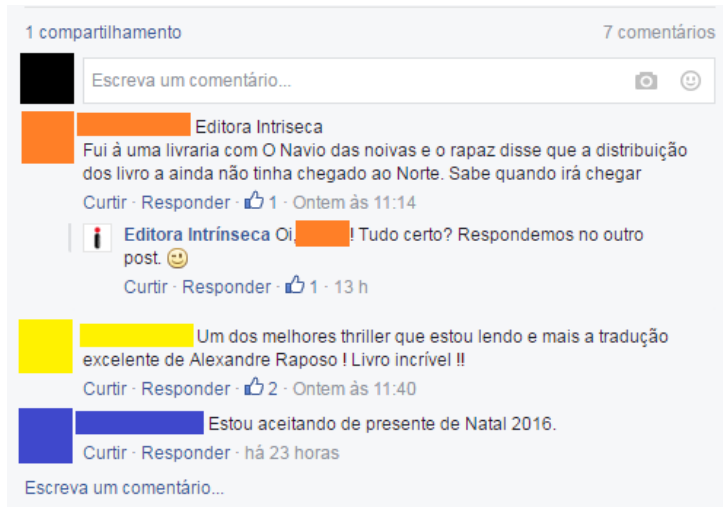 1 compartilhamento 7 comentários
Escreva um comentário...
Editora Intriseca
Fui à uma livraria com O Navio das noivas e o rapaz disse que a distribuição
dos livro a ainda não tinha chegado ao Norte. Sabe quando irá chegar
Curtir · Responder · 1 · Ontem às 11:14
Editora Intrínseca Oi, ! Tudo certo? Respondemos no outro
post.
Curtir · Responder · 1 · 13 h
Um dos melhores thriller que estou lendo e mais a tradução
excelente de Alexandre Raposo ! Livro incrível !!
Curtir · Responder · 2 · Ontem às 11:40
Estou aceitando de presente de Natal 2016.
Curtir · Responder · há 23 horas
Escreva um comentário...